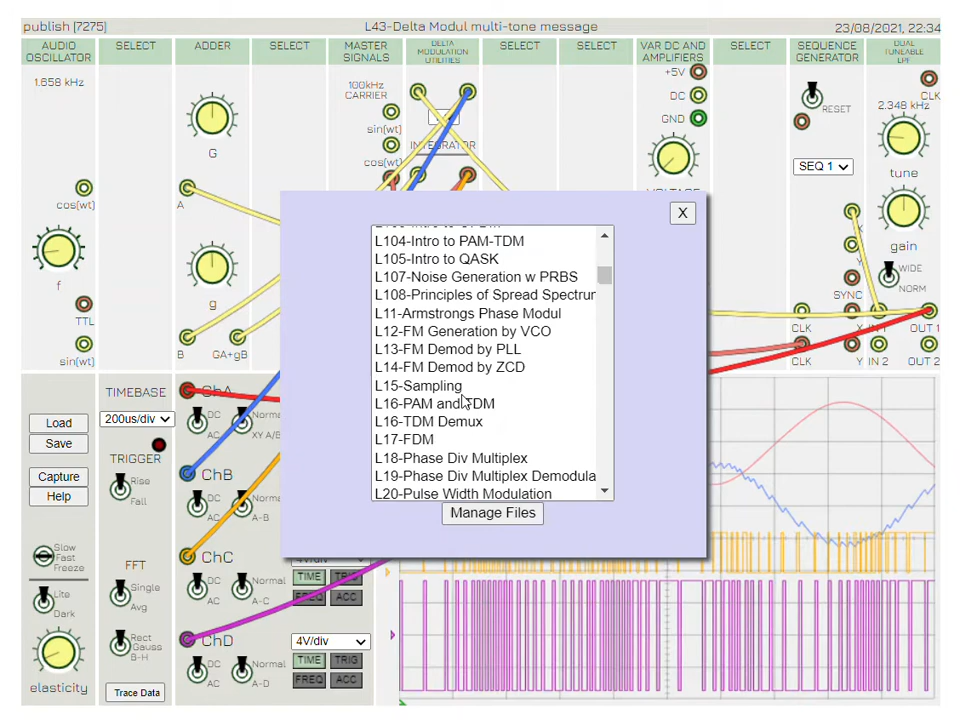 publish [7275]
L43-Delta Modul multi-tone message
23/08/2021, 22:34
AUDIO OSCILLATOR
SELECT
ADDER
SELECT
MASTER SIGNALS
DELTA MODULATION UTILITIES
SELECT
SELECT
VAR DC AND AMPLIFIERS
SELECT
SEQUENCE GENERATOR
DUAL TUNEABLE LPF
1.658 kHz
100kHz CARRIER
sin(wt)
cos(wt)
INTEGRATOR
+5V
DC
GND
RESET
CLK
2.348 kHz
SEQ 1
tune
gain
WIDE
NORM
G
A
cos(wt)
f
TTL
sin(wt)
g
B
GA+gB
X
Y
SYNC
CLK
X
IN 1
OUT 1
CLK
Y
IN 2
OUT 2
X
L104-Intro to PAM-TDM
L105-Intro to QASK
L107-Noise Generation w PRBS
L108-Principles of Spread Spectrun
L11-Armstrongs Phase Modul
L12-FM Generation by VCO
L13-FM Demod by PLL
L14-FM Demod by ZCD
L15-Sampling
L16-PAM and TDM
L16-TDM Demux
L17-FDM
L18-Phase Div Multiplex
L19-Phase Div Multiplex Demodula
L20-Pulse Width Modulation
Manage Files
Load
Save
Capture
Help
Slow
Fast
Freeze
Lite
Dark
elasticity
TIMEBASE
200us/div
TRIGGER
Rise
Fall
FFT
Single
Avg
Rect
Gauss
B-H
Trace Data
ChA
DC
AC
Norma
XY A/B
ChB
DC
AC
Norma
A-B
ChC
DC
AC
Normal
A-C
4V/div
TIME
TRIG
FREQ
ACC
ChD
DC
AC
Normal
A-D
4V/div
TIME
TRIG
FREQ
ACC